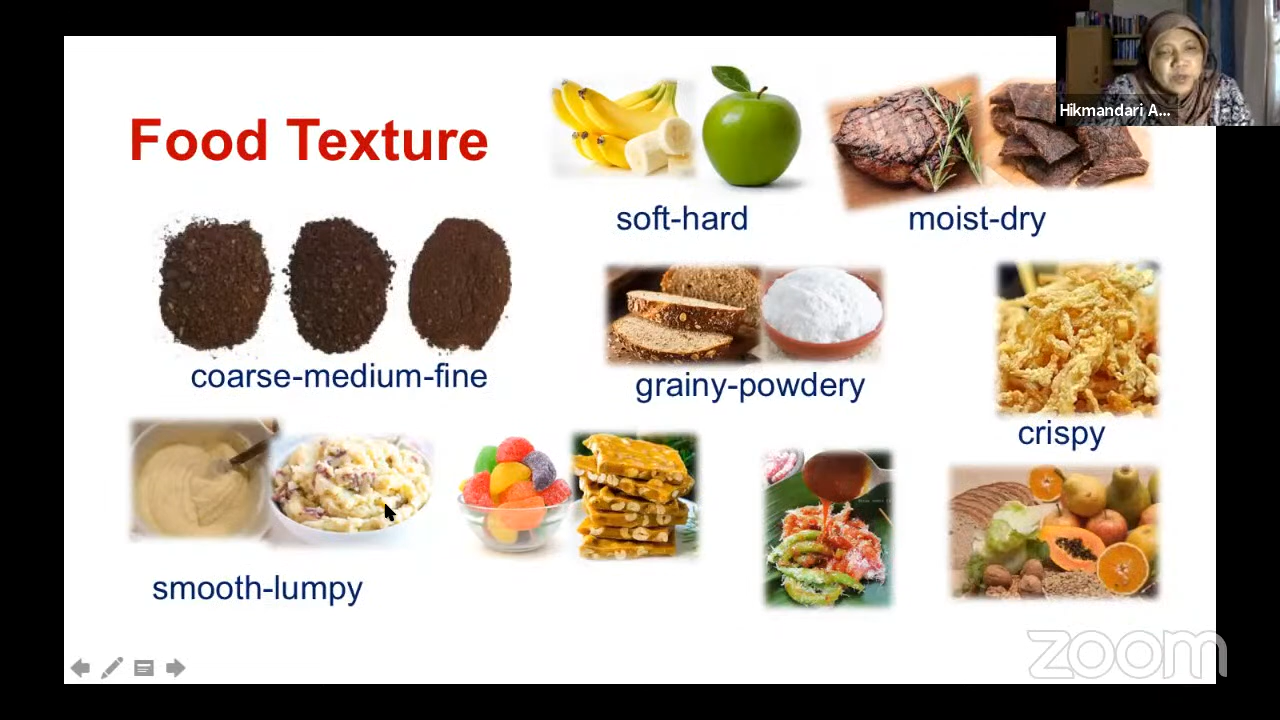 Hikmandari A...
Food Texture
soft-hard
moist-dry
coarse-medium-fine
grainy-powdery
crispy
smooth-lumpy
zoom